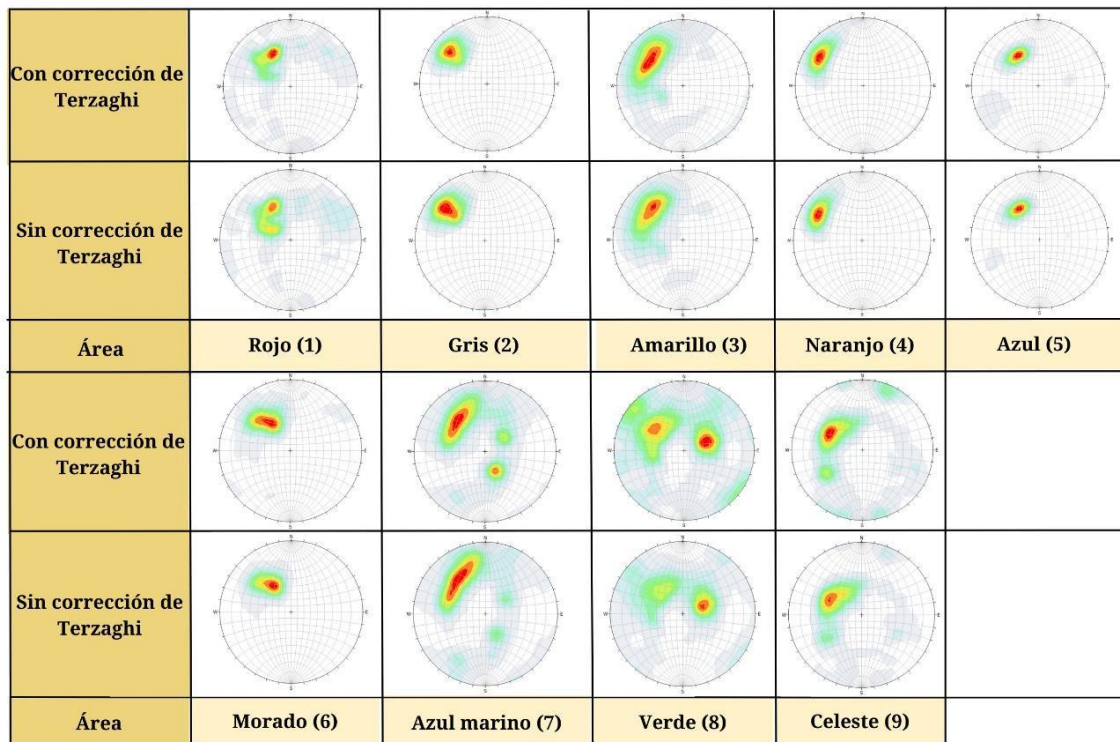 Con corrección de
Terzaghi
Sin corrección de
Terzaghi
Área
Rojo (1)
Gris (2)
Amarillo (3)
Naranjo (4)
Azul (5)
Con corrección de
Terzaghi
Sin corrección de
Terzaghi
Área
Morado (6)
Azul marino (7)
Verde (8)
Celeste (9)